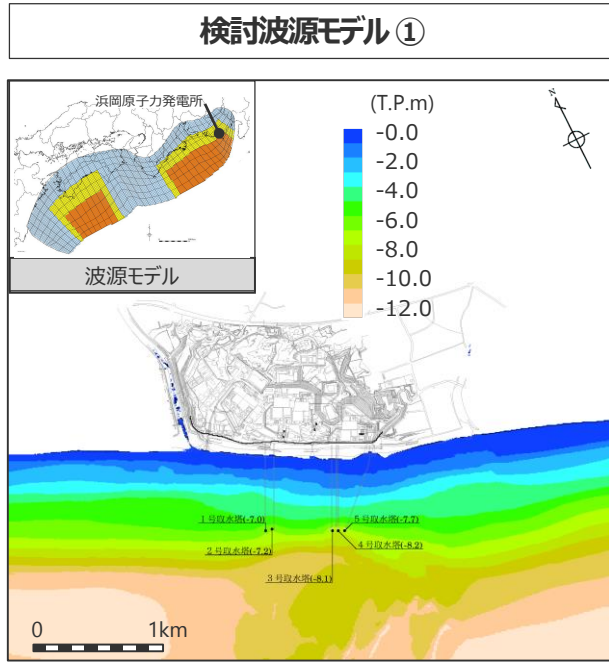 検討波源モデル①
浜岡原子力発電所
波源モデル
(T.P.m)
-0.0
-2.0
-4.0
-6.0
-8.0
-10.0
-12.0
N
1号取水塔(-7.0)
5号取水塔(-7.7)
2号取水塔(-7.2)
4号取水塔(-8.2)
3号取水塔(-8.1)
0 1km